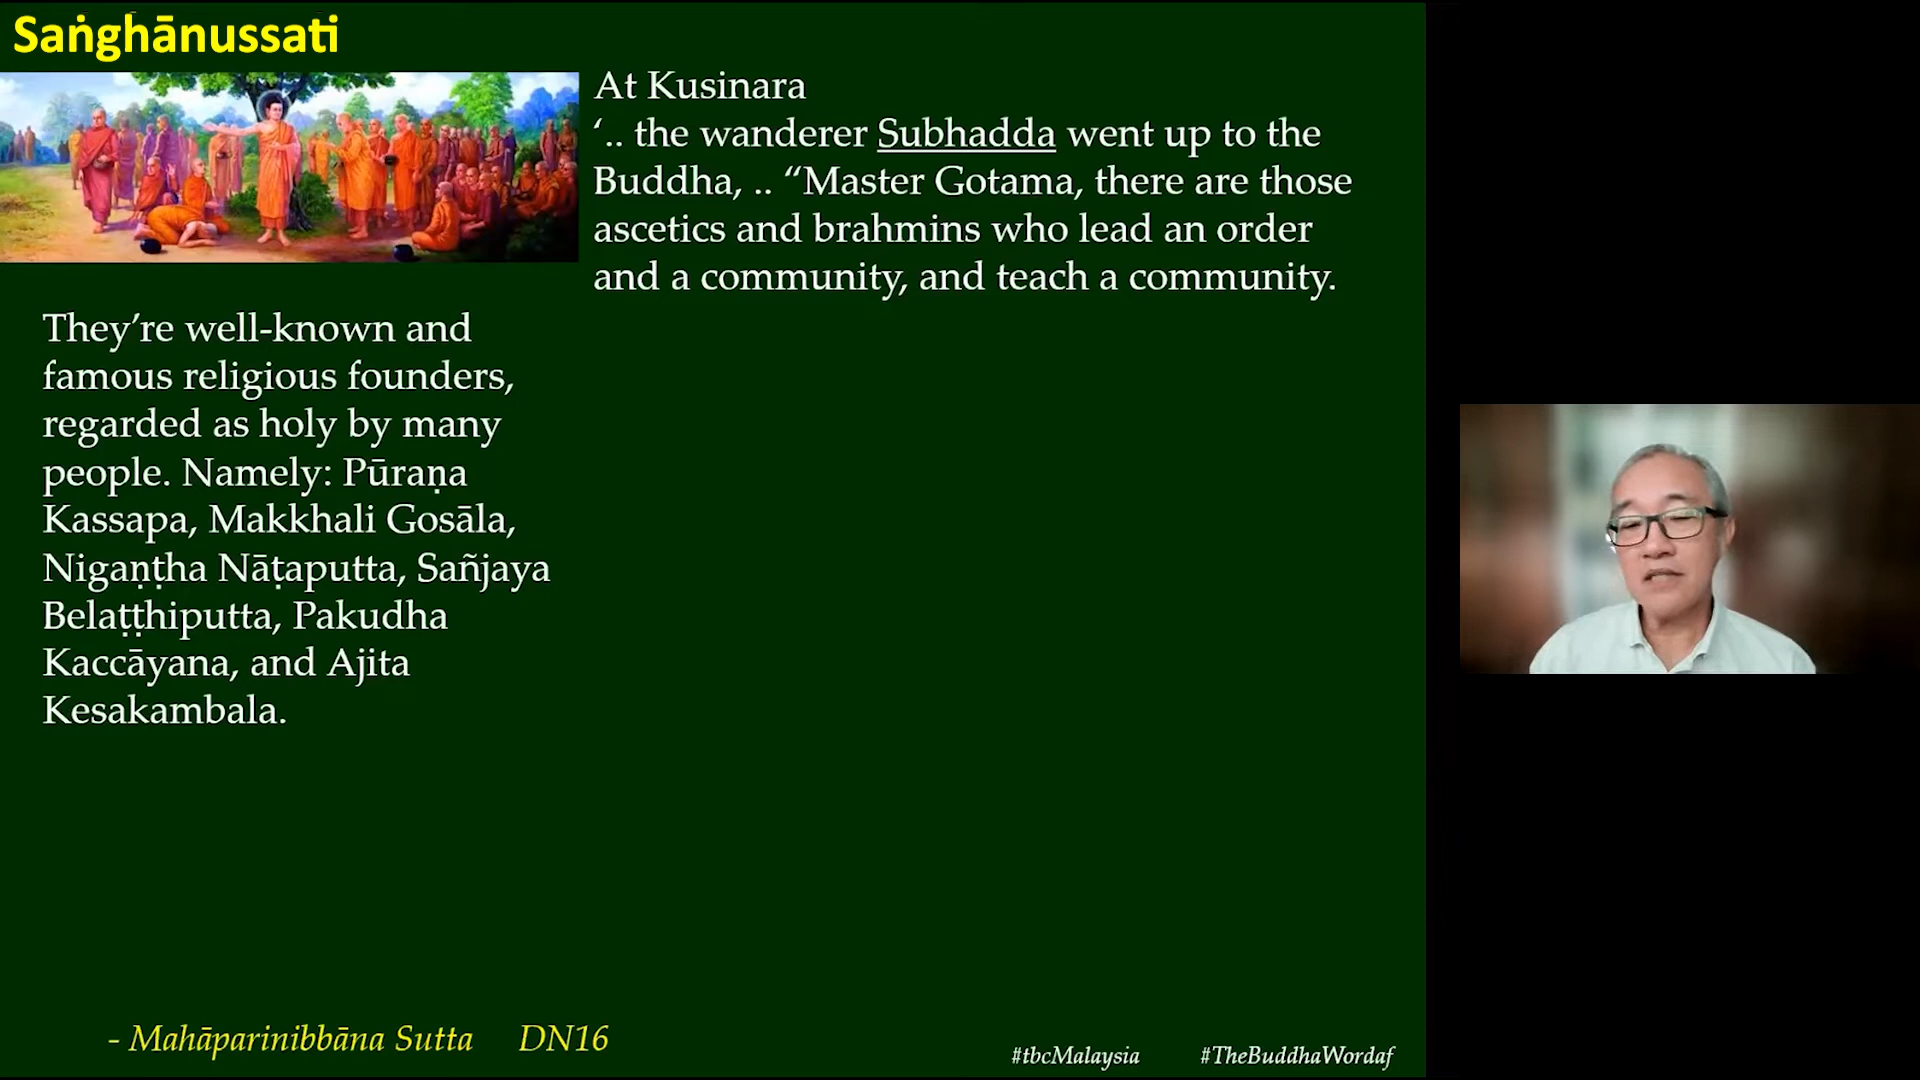 Saṅghānussati
At Kusinara
‘.. the wanderer Subhadda went up to the
Buddha, .. “Master Gotama, there are those
ascetics and brahmins who lead an order
and a community, and teach a community.
They’re well-known and
famous religious founders,
regarded as holy by many
people. Namely: Pūraṇa
Kassapa, Makkhali Gosāla,
Nigaṇṭha Nāṭaputta, Sañjaya
Belaṭṭhiputta, Pakudha
Kaccāyana, and Ajita
Kesakambala.
- Mahāparinibbāna Sutta DN16
#tbcMalaysia #TheBuddhaWordaf